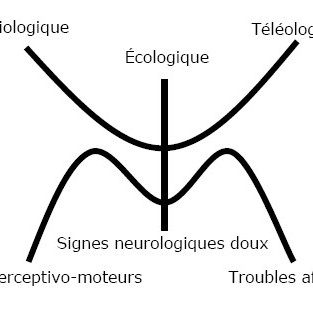 iologique
Téléolog
Écologique
Signes neurologiques doux
erceptivo-moteurs
Troubles af